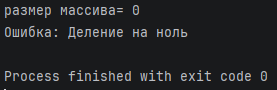 размер массива= 0
Ошибка: Деление на ноль
Process finished with exit code 0